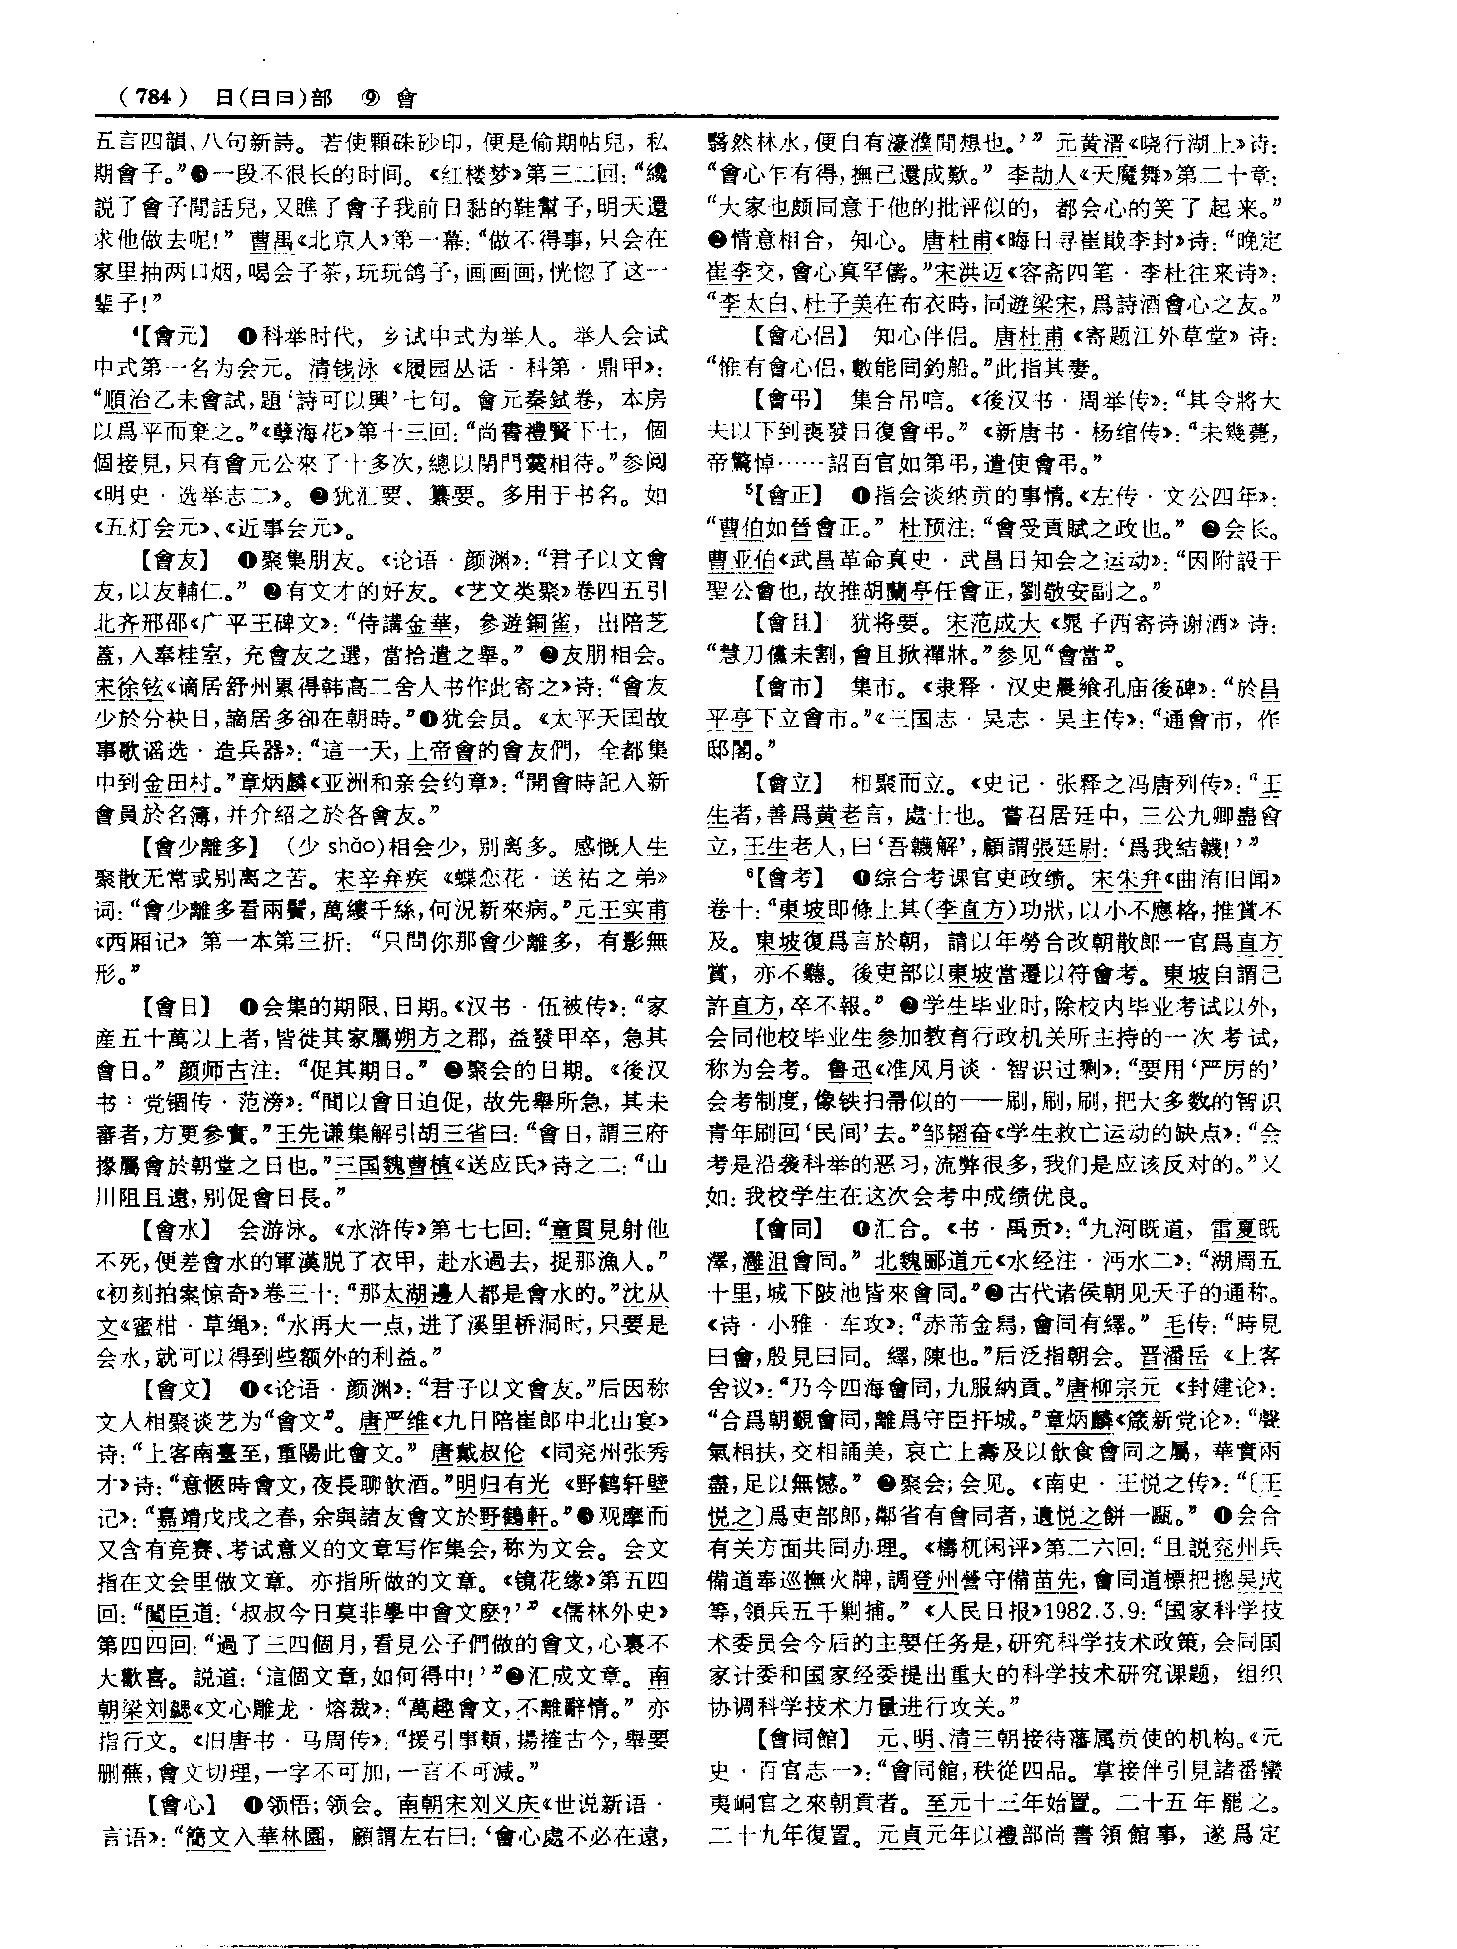 （784） 日(曰⺜)部 ⑨ 會
五言四韻、八句新詩。若使顆硃砂印，便是偷期帖兒，私
期會子。”❸一段不很长的时间。《红楼梦》第三二回：“纔
説了會子閒話兒，又瞧了會子我前日黏的鞋幫子，明天還
求他做去呢！”曹禺《北京人》第一幕：“做不得事，只会在
家里抽两口烟，喝会子茶，玩玩鸽子，画画画，恍惚了这一
辈子！”
⁴【會元】 ❶科举时代，乡试中式为举人。举人会试
中式第一名为会元。清钱泳《履园丛话·科第·鼎甲》：
“順治乙未會試，題‘詩可以興’七句。會元秦鉽卷，本房
以爲平而棄之。”《孽海花》第十三回：“尚書禮賢下士，個
個接見，只有會元公來了十多次，總以閉門羹相待。”参阅
《明史·选举志二》。❷犹汇要、纂要。多用于书名。如
《五灯会元》、《近事会元》。
【會友】 ❶聚集朋友。《论语·颜渊》：“君子以文會
友，以友輔仁。”❷有文才的好友。《艺文类聚》卷四五引
北齐邢邵《广平王碑文》：“侍講金華，參遊銅雀，出陪芝
蓋，入奉桂室，充會友之選，當拾遺之舉。”❸友朋相会。
宋徐铉《谪居舒州累得韩高二舍人书作此寄之》诗：“會友
少於分袂日，謫居多卻在朝時。”❹犹会员。《太平天囯故
事歌谣选·造兵器》：“這一天，上帝會的會友們，全都集
中到金田村。”章炳麟《亚洲和亲会约章》：“開會時記入新
會員於名簿，并介紹之於各會友。”
【會少離多】 （少 shǎo）相会少，别离多。感慨人生
聚散无常或别离之苦。宋辛弃疾《蝶恋花·送祐之弟》
词：“會少離多看兩鬢，萬縷千絲，何況新來病。”元王实甫
《西厢记》第一本第三折：“只問你那會少離多，有影無
形。”
【會日】 ❶会集的期限、日期。《汉书·伍被传》：“家
産五十萬以上者，皆徙其家屬朔方之郡，益發甲卒，急其
會日。”颜师古注：“促其期日。”❷聚会的日期。《後汉
书·党锢传·范滂》：“間以會日迫促，故先舉所急，其未
審者，方更參實。”王先谦集解引胡三省曰：“會日，謂三府
掾屬會於朝堂之日也。”三国魏曹植《送应氏》诗之二：“山
川阻且遠，别促會日長。”
【會水】 会游泳。《水浒传》第七七回：“童貫見射他
不死，便差會水的軍漢脱了衣甲，赴水過去，捉那漁人。”
《初刻拍案惊奇》卷三十：“那太湖邊人都是會水的。”沈从
文《蜜柑·草绳》：“水再大一点，进了溪里桥洞时，只要是
会水，就可以得到些额外的利益。”
【會文】 ❶《论语·颜渊》：“君子以文會友。”后因称
文人相聚谈艺为“會文”。唐严维《九日陪崔郎中北山宴》
诗：“上客南臺至，重陽此會文。”唐戴叔伦《同兖州张秀
才》诗：“意愜時會文，夜長聊飲酒。”明归有光《野鹤轩壁
记》：“嘉靖戊戌之春，余與諸友會文於野鶴軒。”❷观摩而
又含有竞赛、考试意义的文章写作集会，称为文会。会文
指在文会里做文章。亦指所做的文章。《镜花缘》第五四
回：“閨臣道：‘叔叔今日莫非學中會文麽？’”《儒林外史》
第四四回：“過了三四個月，看見公子們做的會文，心裏不
大歡喜。説道：‘這個文章，如何得中！’”❸汇成文章。南
朝梁刘勰《文心雕龙·熔裁》：“萬趣會文，不離辭情。”亦
指行文。《旧唐书·马周传》：“援引事類，揚搉古今，舉要
删蕪，會文切理，一字不可加，一言不可減。”
【會心】 ❶领悟；领会。南朝宋刘义庆《世说新语·
言语》：“簡文入華林園，顧謂左右曰：‘會心處不必在遠，
翳然林水，便自有濠濮間想也。’”元黄溍《晓行湖上》诗：
“會心乍有得，撫己還成歎。”李劼人《天魔舞》第二十章：
“大家也颇同意于他的批评似的，都会心的笑了起来。”
❷情意相合，知心。唐杜甫《晦日寻崔戢李封》诗：“晚定
崔李交，會心真罕儔。”宋洪迈《容斋四笔·李杜往来诗》：
“李太白、杜子美在布衣時，同遊梁宋，爲詩酒會心之友。”
【會心侣】 知心伴侣。唐杜甫《寄题江外草堂》诗：
“惟有會心侣，數能同釣船。”此指其妻。
【會弔】 集合吊唁。《後汉书·周举传》：“其令將大
夫以下到喪發日復會弔。”《新唐书·杨绾传》：“未幾薨，
帝驚悼……詔百官如第弔，遣使會弔。”
⁵【會正】 ❶指会谈纳贡的事情。《左传·文公四年》：
“曹伯如晉會正。”杜预注：“會受貢賦之政也。”❷会长。
曹亚伯《武昌革命真史·武昌日知会之运动》：“因附設于
聖公會也，故推胡蘭亭任會正，劉敬安副之。”
【會且】 犹将要。宋范成大《晁子西寄诗谢酒》诗：
“慧刀儻未割，會且掀禪牀。”参见“會當”。
【會市】 集市。《隶释·汉史晨飨孔庙後碑》：“於昌
平亭下立會市。”《三国志·吴志·吴主传》：“通會市，作
邸閣。”
【會立】 相聚而立。《史记·张释之冯唐列传》：“王
生者，善爲黄老言，處士也。嘗召居廷中，三公九卿盡會
立，王生老人，曰‘吾韤解’，顧謂張廷尉：‘爲我結韤！’”
⁶【會考】 ❶综合考课官吏政绩。宋朱弁《曲洧旧闻》
卷十：“東坡即條上其(李直方)功狀，以小不應格，推賞不
及。東坡復爲言於朝，請以年勞合改朝散郎一官爲直方
賞，亦不聽。後吏部以東坡當遷以符會考。東坡自謂已
許直方，卒不報。”❷学生毕业时，除校内毕业考试以外，
会同他校毕业生参加教育行政机关所主持的一次考试，
称为会考。鲁迅《准风月谈·智识过剩》：“要用‘严厉的’
会考制度，像铁扫帚似的——刷，刷，刷，把大多数的智识
青年刷回‘民间’去。”邹韬奋《学生救亡运动的缺点》：“会
考是沿袭科举的恶习，流弊很多，我们是应该反对的。”又
如：我校学生在这次会考中成绩优良。
【會同】 ❶汇合。《书·禹贡》：“九河既道，雷夏既
澤，灉沮會同。”北魏郦道元《水经注·沔水二》：“湖周五
十里，城下陂池皆來會同。”❷古代诸侯朝见天子的通称。
《诗·小雅·车攻》：“赤芾金舄，會同有繹。”毛传：“時見
曰會，殷見曰同。繹，陳也。”后泛指朝会。晋潘岳《上客
舍议》：“乃今四海會同，九服納貢。”唐柳宗元《封建论》：
“合爲朝覲會同，離爲守臣扞城。”章炳麟《箴新党论》：“聲
氣相扶，交相誦美，哀亡上壽及以飲食會同之屬，華實兩
盡，足以無憾。”❸聚会；会见。《南史·王悦之传》：“〔王
悦之〕爲吏部郎，鄰省有會同者，遺悦之餅一甌。”❹会合
有关方面共同办理。《梼杌闲评》第二六回：“且説兖州兵
備道奉巡撫火牌，調登州營守備苗先，會同道標把摠吴成
等，領兵五千剿捕。”《人民日报》1982.3.9：“国家科学技
术委员会今后的主要任务是，研究科学技术政策，会同国
家计委和国家经委提出重大的科学技术研究课题，组织
协调科学技术力量进行攻关。”
【會同館】 元、明、清三朝接待藩属贡使的机构。《元
史·百官志一》：“會同館，秩從四品。掌接伴引見諸番蠻
夷峒官之來朝貢者。至元十三年始置。二十五年罷之。
二十九年復置。元貞元年以禮部尚書領館事，遂爲定